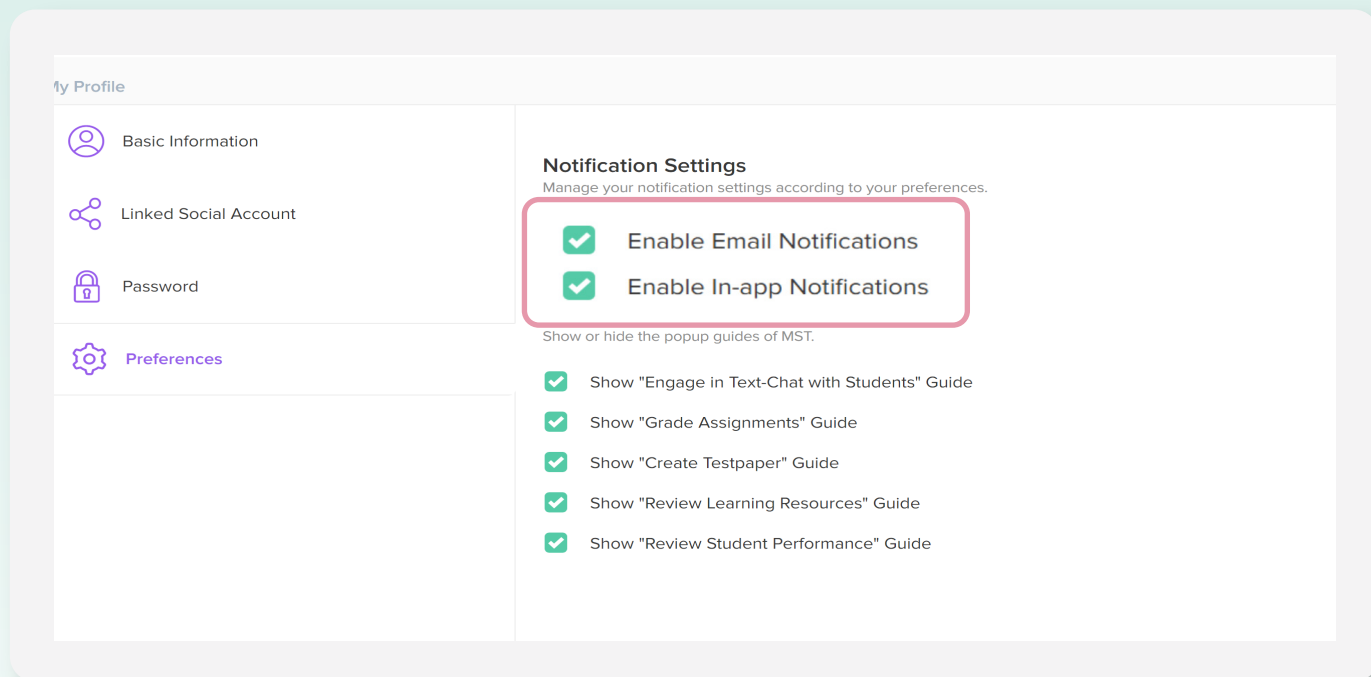 My Profile
Basic Information
Linked Social Account
Password
Preferences
Notification Settings
Manage your notification settings according to your preferences.
Enable Email Notifications
Enable In-app Notifications
Show or hide the popup guides of MST.
Show "Engage in Text-Chat with Students" Guide
Show "Grade Assignments" Guide
Show "Create Testpaper" Guide
Show "Review Learning Resources" Guide
Show "Review Student Performance" Guide